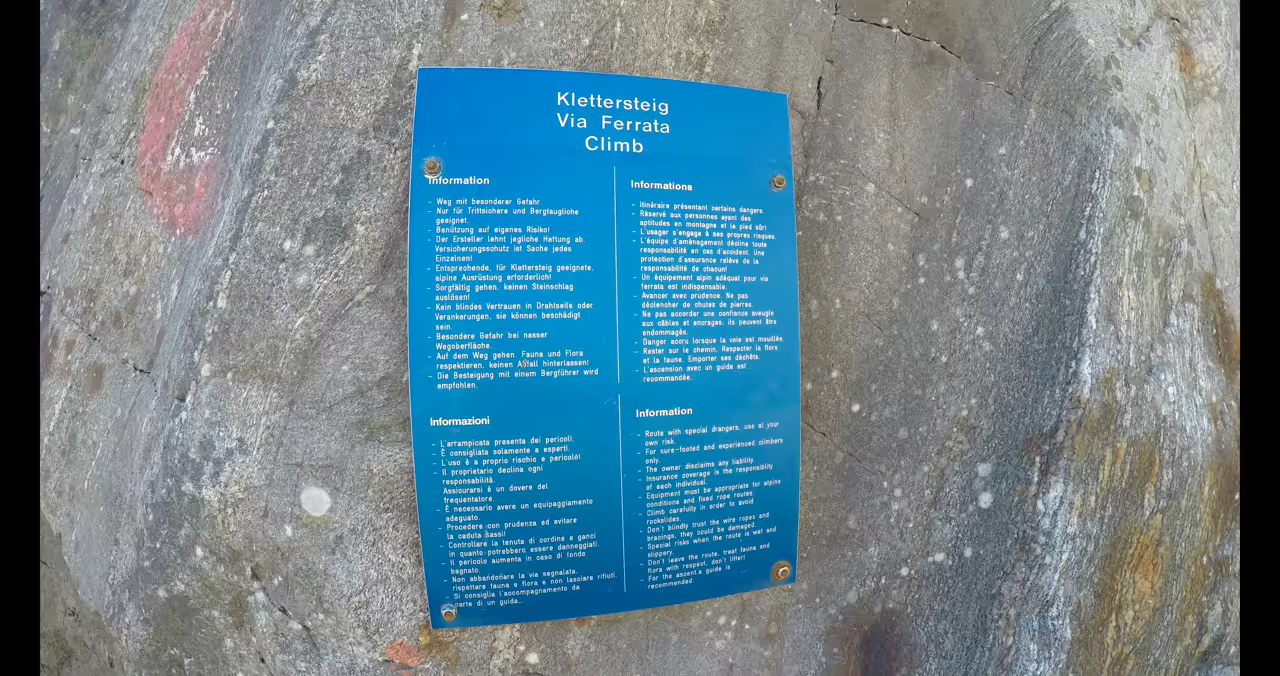 Klettersteig
Via Ferrata
Climb
Information
- Weg mit besonderer Gefahr.
- Nur für Trittsichere und Bergtaugliche
geeignet.
- Benützung auf eigenes Risiko!
- Der Ersteller lehnt jegliche Haftung ab.
Versicherungsschutz ist Sache jedes
Einzelnen!
- Entsprechende, für Klettersteig geeignete,
alpine Ausrüstung erforderlich!
- Sorgfältig gehen, keinen Steinschlag
auslösen!
- Kein blindes Vertrauen in Drahtseile oder
Verankerungen, sie können beschädigt
sein.
- Besondere Gefahr bei nasser
Wegoberfläche.
- Auf dem Weg gehen. Fauna und Flora
respektieren, keinen Abfall hinterlassen!
- Die Besteigung mit einem Bergführer wird
empfohlen.
Informations
- Itinéraire présentant certains dangers.
- Réservé aux personnes ayant des
aptitudes en montagne et le pied sûr!
- L'usager s'engage à ses propres risques.
- L'équipe d'aménagement décline toute
responsabilité en cas d'accident. Une
protection d'assurance relève de la
responsabilité de chacun!
- Un équipement alpin adéquat pour via
ferrata est indispensable.
- Avancer avec prudence. Ne pas
déclencher de chutes de pierres.
- Ne pas accorder une confiance aveugle
aux câbles et encrages: ils peuvent être
endommagés.
- Danger accru lorsque la voie est mouillée.
- Rester sur le chemin. Respecter la flore
et la faune. Emporter ses déchêts.
- L'ascension avec un guide est
recommandée.
Informazioni
- L'arrampicata presenta dei pericoli.
- È consigliata solamente a esperti.
- L'uso è a proprio rischio e pericolo!
- Il proprietario declina ogni
responsabilità.
Assicurarsi è un dovere del
frequentatore.
- È necessario avere un equipaggiamento
adeguato.
- Procedere con prudenza ed evitare
la caduta sassi!
- Controllare la tenuta di cordine e ganci
in quanto potrebbero essere danneggiati.
- Il pericolo aumenta in caso di fondo
bagnato.
- Non abbandonare la via segnalata,
rispettare fauna e flora e non lasciare rifiuti.
- Si consiglia l'accompagnamento da
parte di un guida..
Information
- Route with special drangers, use at your
own risk.
- For sure-footed and experienced climbers
only.
- The owner disclaims any liability.
- Insurance coverage is the responsiblity
of each individual.
- Equipment must be appropriate for alpine
conditions and fixed rope routes.
- Climb carefully in order to avoid
rockslides.
- Don't blindly trust the wire ropes and
bracings, they could be damaged.
- Special risks when the route is wet and
slippery.
- Don't leave the route, treat fauna and
flora with respect, don't litter!
- For the ascent,a guide is
recommended.